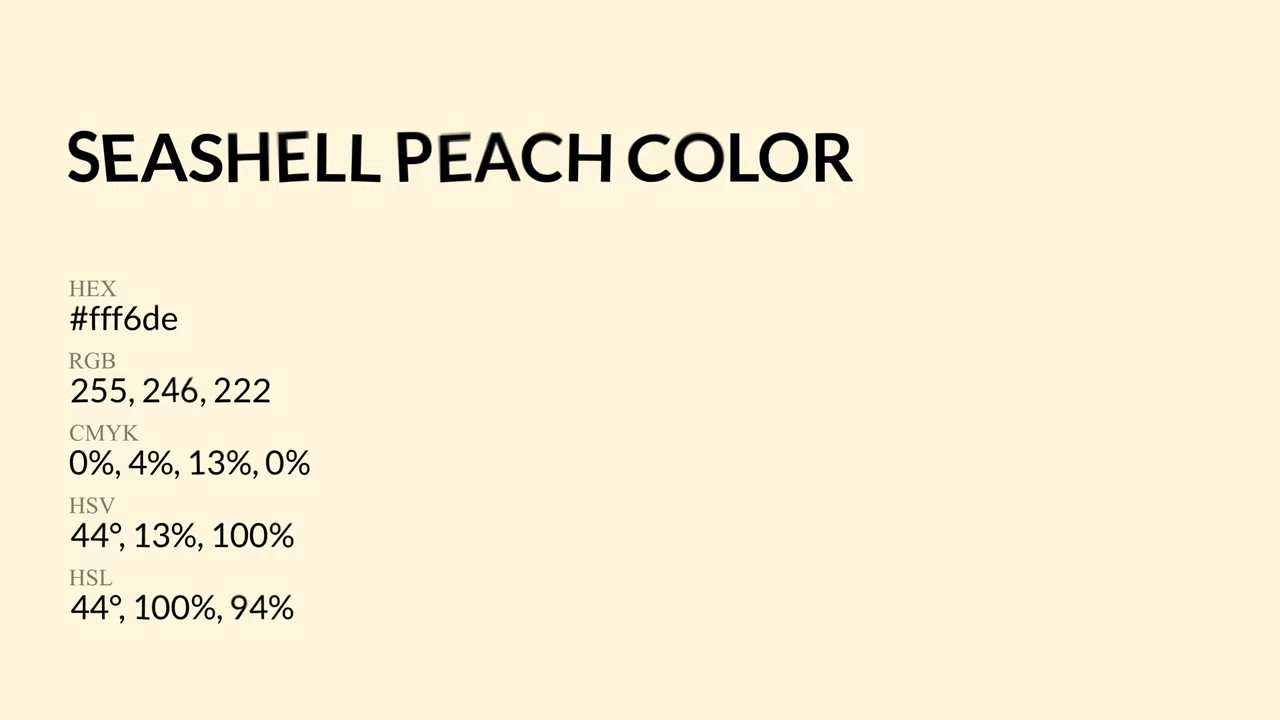 SEASHELL PEACH COLOR
HEX
#fff6de
RGB
255, 246, 222
CMYK
0%, 4%, 13%, 0%
HSV
44°, 13%, 100%
HSL
44°, 100%, 94%